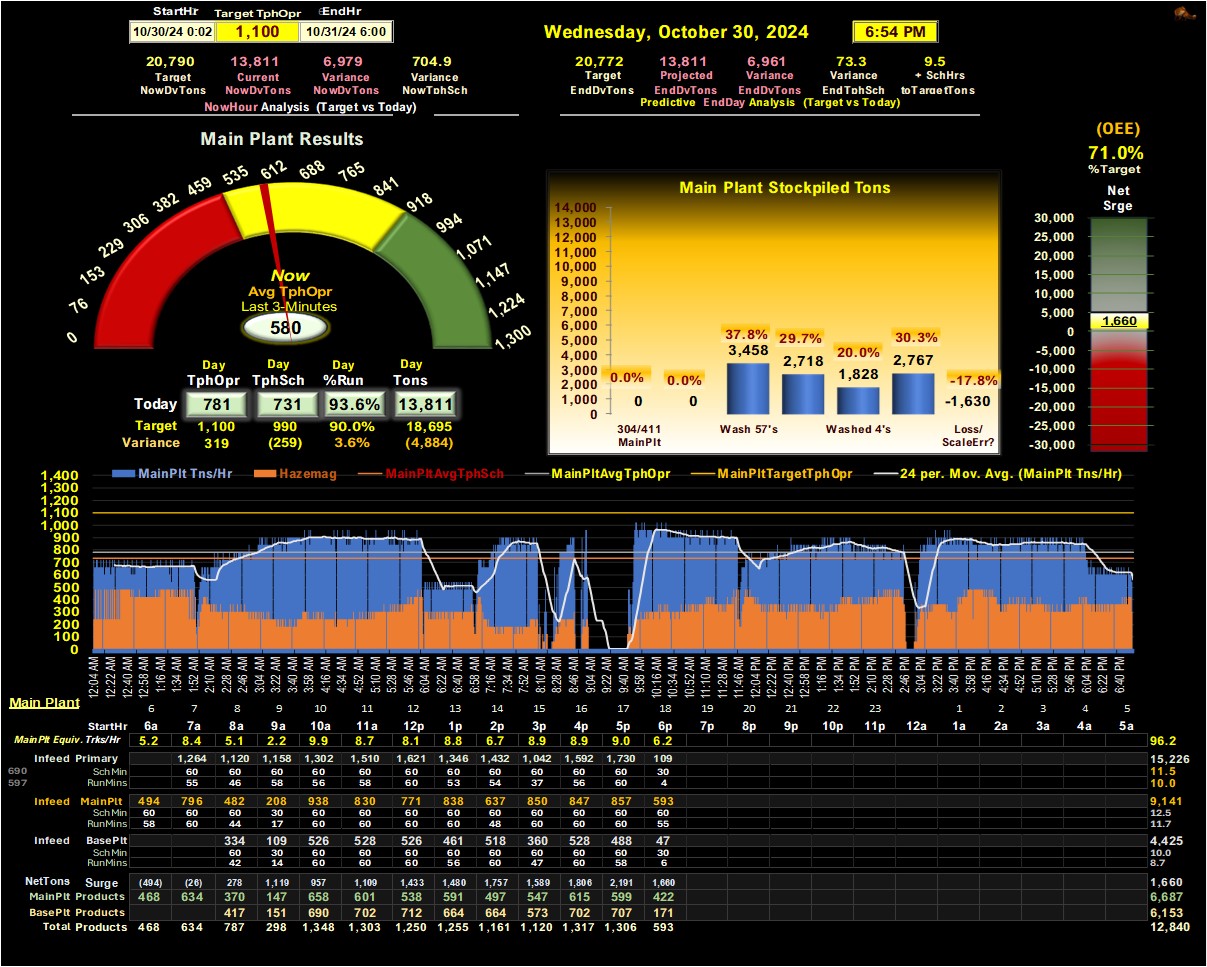 StartHr Target TphOpr EndHr
10/30/24 0:02 1,100 10/31/24 6:00
Wednesday, October 30, 2024 6:54 PM
20,790 13,811 6,979 704.9
Target Current Variance Variance
NowDvTons NowDvTons NowDvTons NowTphSch
NowHour Analysis (Target vs Today)
20,772 13,811 6,961 73.3 9.5
Target Projected Variance Variance + SchHrs
EndDvTons EndDvTons EndDvTons EndTphSch toTargetTons
Predictive EndDay Analysis (Target vs Today)
(OEE)
71.0%
%Target
Net
Srge
30,000
25,000
20,000
15,000
10,000
5,000
1,660
0
-5,000
-10,000
-15,000
-20,000
-25,000
-30,000
Main Plant Results
0 76 153 229 306 382 459 535 612 688 765 841 918 994 1,071 1,147 1,224 1,300
Now
Avg TphOpr
Last 3-Minutes
580
Day Day Day Day
TphOpr TphSch %Run Tons
Today 781 731 93.6% 13,811
Target 1,100 990 90.0% 18,695
Variance 319 (259) 3.6% (4,884)
Main Plant Stockpiled Tons
14,000
13,000
12,000
11,000
10,000
9,000
8,000
7,000
6,000
5,000
4,000
3,000
2,000
1,000
0
0.0% 0.0% 37.8% 29.7% 20.0% 30.3% -17.8%
0 0 3,458 2,718 1,828 2,767 -1,630
304/411 Wash 57's Washed 4's Loss/
MainPlt ScaleErr?
MainPlt Tns/Hr Hazemag MainPltAvgTphSch MainPltAvgTphOpr MainPltTargetTphOpr 24 per. Mov. Avg. (MainPlt Tns/Hr)
1,400
1,300
1,200
1,100
1,000
900
800
700
600
500
400
300
200
100
0
12:04 AM 12:22 AM 12:40 AM 12:58 AM 1:16 AM 1:34 AM 1:52 AM 2:10 AM 2:28 AM 2:46 AM 3:04 AM 3:22 AM 3:40 AM 3:58 AM 4:16 AM 4:34 AM 4:52 AM 5:10 AM 5:28 AM 5:46 AM 6:04 AM 6:22 AM 6:40 AM 6:58 AM 7:16 AM 7:34 AM 7:52 AM 8:10 AM 8:28 AM 8:46 AM 9:04 AM 9:22 AM 9:40 AM 9:58 AM 10:16 AM 10:34 AM 10:52 AM 11:10 AM 11:28 AM 11:46 AM 12:04 PM 12:22 PM 12:40 PM 12:58 PM 1:16 PM 1:34 PM 1:52 PM 2:10 PM 2:28 PM 2:46 PM 3:04 PM 3:22 PM 3:40 PM 3:58 PM 4:16 PM 4:34 PM 4:52 PM 5:10 PM 5:28 PM 5:46 PM 6:04 PM 6:22 PM 6:40 PM
Main Plant 6 7 8 9 10 11 12 13 14 15 16 17 18 19 20 21 22 23 1 2 3 4 5
StartHr 6a 7a 8a 9a 10a 11a 12p 1p 2p 3p 4p 5p 6p 7p 8p 9p 10p 11p 12a 1a 2a 3a 4a 5a
MainPlt Equiv. Trks/Hr 5.2 8.4 5.1 2.2 9.9 8.7 8.1 8.8 6.7 8.9 8.9 9.0 6.2 96.2
Infeed Primary 1,264 1,120 1,158 1,302 1,510 1,621 1,346 1,432 1,042 1,592 1,730 109 15,226
690 SchMin 60 60 60 60 60 60 60 60 60 60 60 30 11.5
597 RunMins 55 46 58 56 58 60 53 54 37 56 60 4 10.0
Infeed MainPlt 494 796 482 208 938 830 771 838 637 850 847 857 593 9,141
SchMin 60 60 60 30 60 60 60 60 60 60 60 60 60 12.5
RunMins 58 60 44 17 60 60 60 60 48 60 60 60 55 11.7
Infeed BasePlt 334 109 526 528 526 461 518 360 528 488 47 4,425
SchMin 60 30 60 60 60 60 60 60 60 60 30 10.0
RunMins 42 14 60 60 60 56 60 47 60 58 6 8.7
NetTons Surge (494) (26) 278 1,119 957 1,109 1,433 1,480 1,757 1,589 1,806 2,191 1,660 1,660
MainPlt Products 468 634 370 147 658 601 538 591 497 547 615 599 422 6,687
BasePlt Products 417 151 690 702 712 664 664 573 702 707 171 6,153
Total Products 468 634 787 298 1,348 1,303 1,250 1,255 1,161 1,120 1,317 1,306 593 12,840